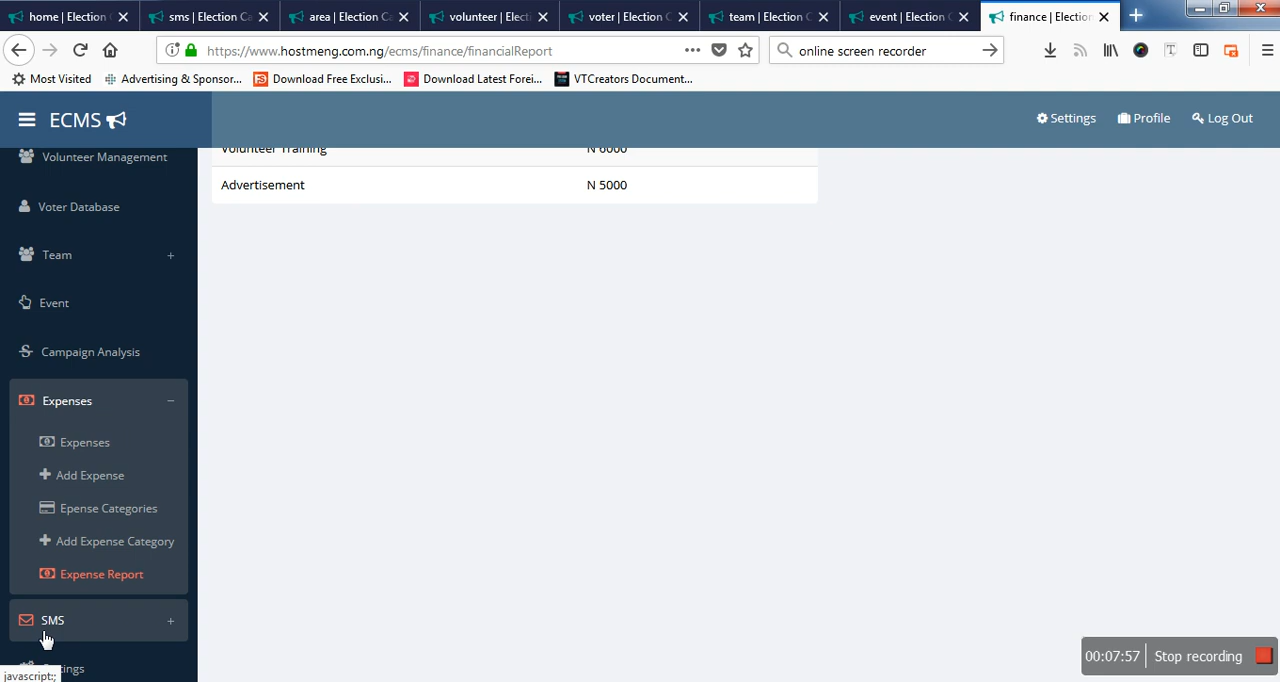 home | Election
sms | Election Ca
area | Election Ca
volunteer | Electi
voter | Election C
team | Election C
event | Election C
finance | Election
https://www.hostmeng.com.ng/ecms/finance/financialReport
online screen recorder
Most Visited
Advertising & Sponsor...
Download Free Exclusi...
Download Latest Forei...
VTCreators Document...
ECMS
Settings
Profile
Log Out
Volunteer Management
Volunteer Training N 6000
Advertisement N 5000
Voter Database
Team +
Event
Campaign Analysis
Expenses −
Expenses
Add Expense
Epense Categories
Add Expense Category
Expense Report
SMS +
javascript:;
00:07:57 Stop recording